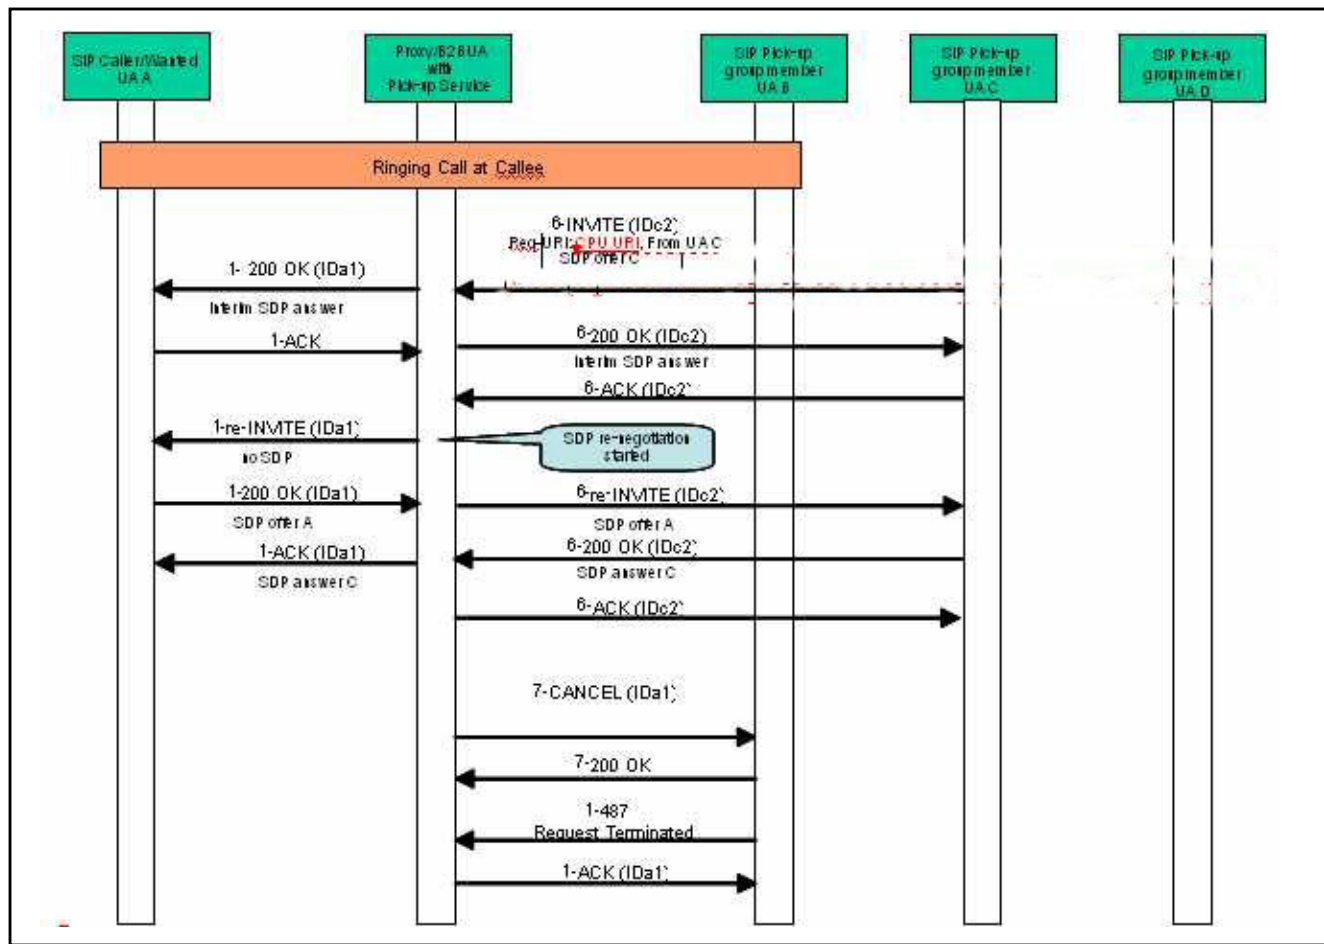 SIP Caller/Wanted
UA A
Proxy/B2BUA
with
Pick-up Service
SIP Pick-up
group member
UA B
SIP Pick-up
group member
UA C
SIP Pick-up
group member
UA D
Ringing Call at Callee
6-INVITE (IDc2)
Req URI: CPU URI, From UA C
SDP offer C
1- 200 OK (IDa1)
Interim SDP answer
1-ACK
6-200 OK (IDc2)
Interim SDP answer
6-ACK (IDc2)
1-re-INVITE (IDa1)
no SDP
SDP re-negotiation
started
1-200 OK (IDa1)
SDP offer A
6-re-INVITE (IDc2)
SDP offer A
1-ACK (IDa1)
SDP answer C
6-200 OK (IDc2)
SDP answer C
6-ACK (IDc2)
7-CANCEL (IDa1)
7-200 OK
1-487
Request Terminated
1-ACK (IDa1)